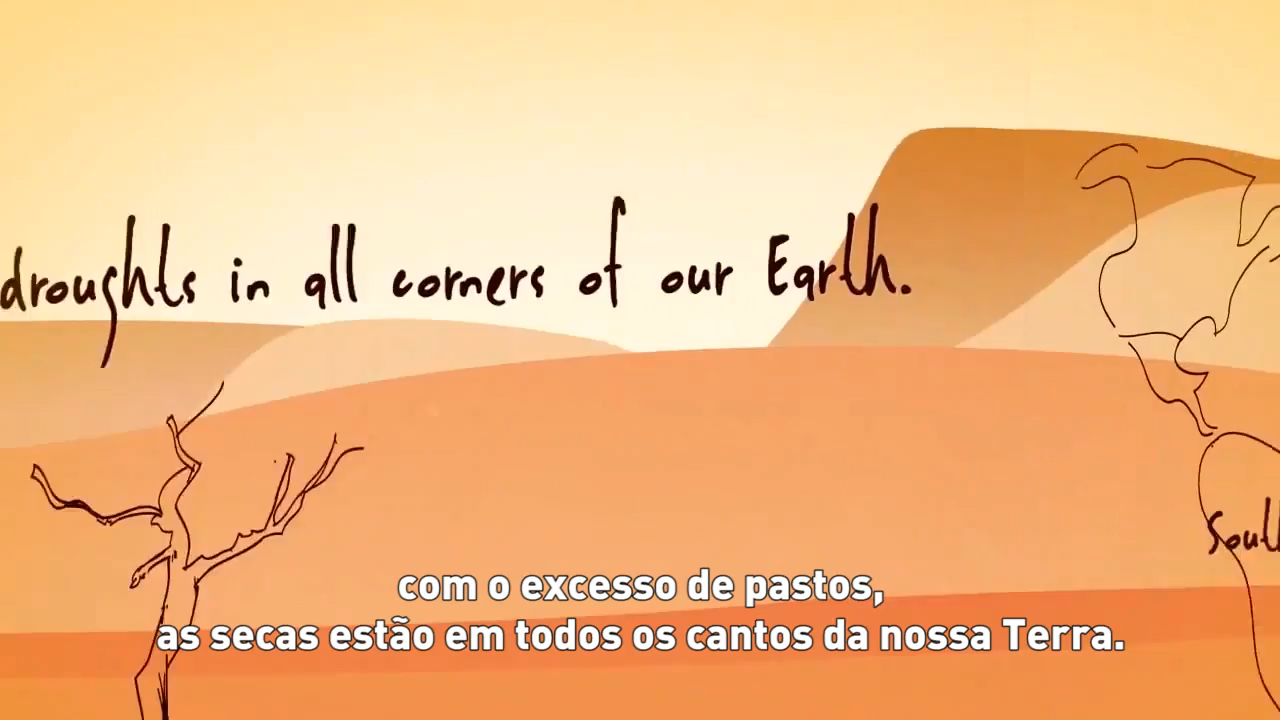 droughts in all corners of our Earth.
com o excesso de pastos,
as secas estão em todos os cantos da nossa Terra.